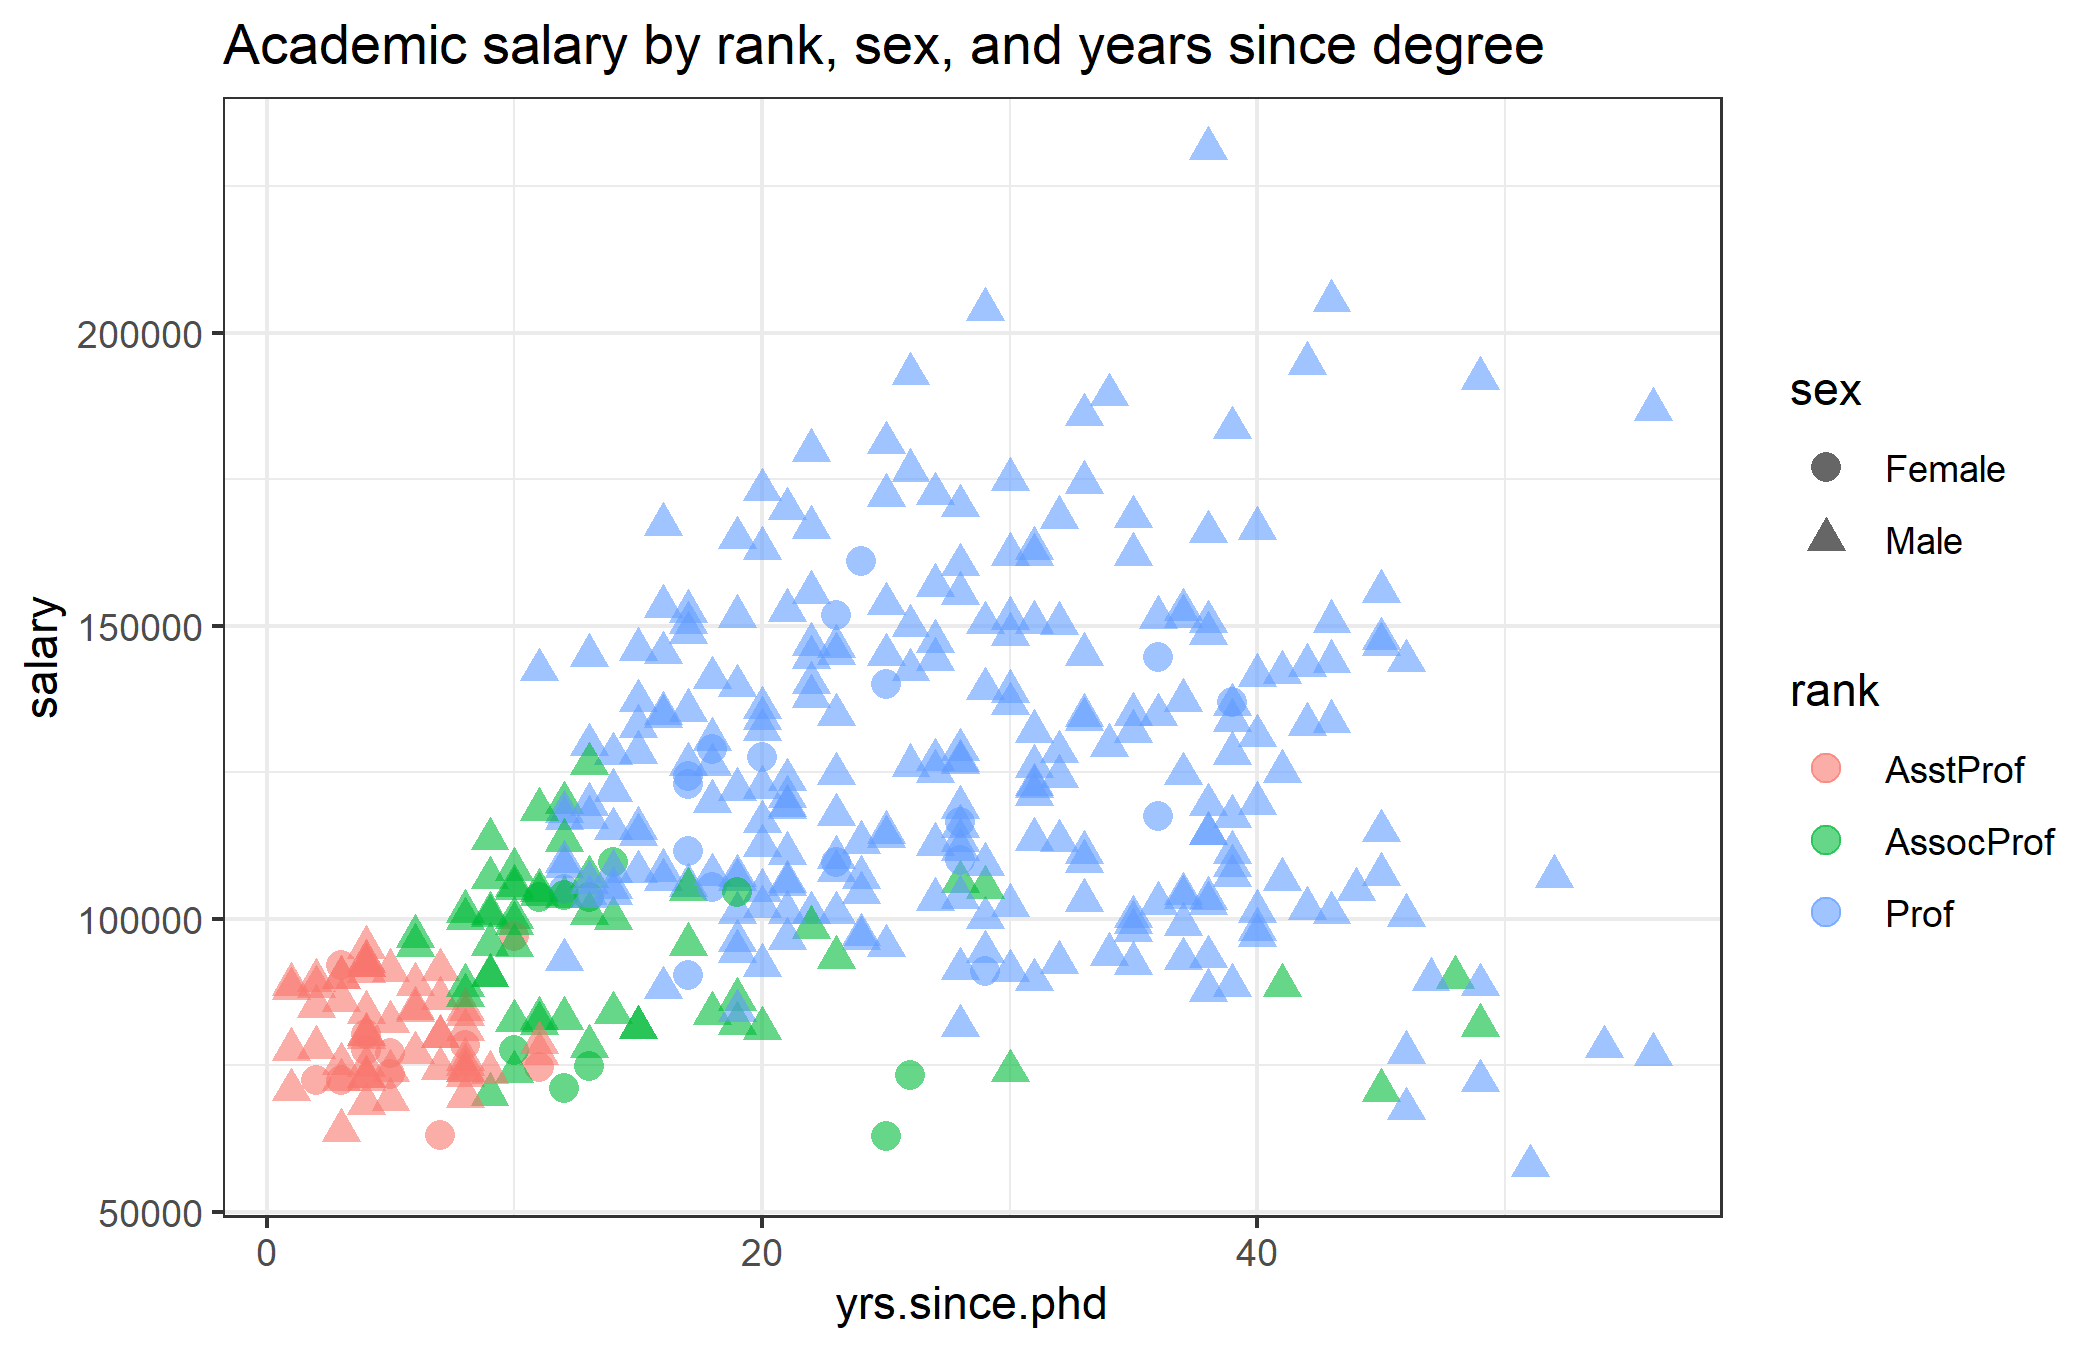 Academic salary by rank, sex, and years since degree
salary
200000
150000
100000
50000
0 20 40
yrs.since.phd
sex
Female
Male
rank
AsstProf
AssocProf
Prof